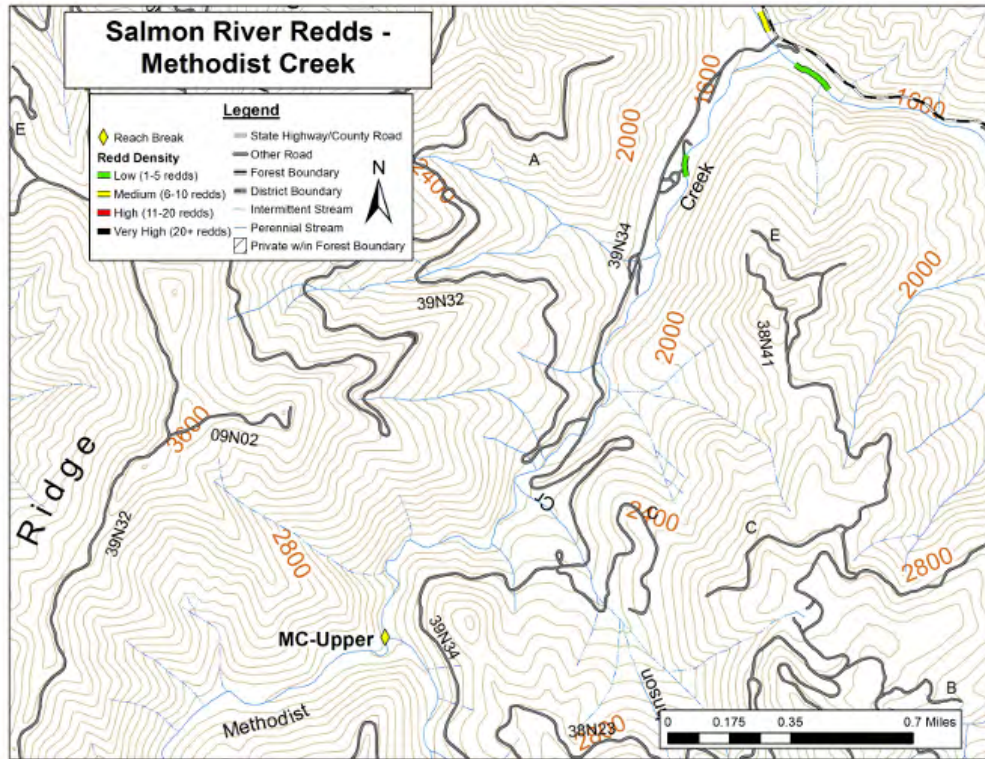 Salmon River Redds -
Methodist Creek
Legend
Reach Break
Redd Density
Low (1-5 redds)
Medium (6-10 redds)
High (11-20 redds)
Very High (20+ redds)
State Highway/County Road
Other Road
Forest Boundary
District Boundary
Intermittent Stream
Perennial Stream
Private w/in Forest Boundary
N
E
A
1600
1600
2000
2400
Creek
39N34
39N32
E
2000
2000
38N41
3600
09N02
Ridge
39N32
Cr
C
2400
C
2800
2800
MC-Upper
39N34
Methodist
38N23
2800
B
0 0.175 0.35 0.7 Miles